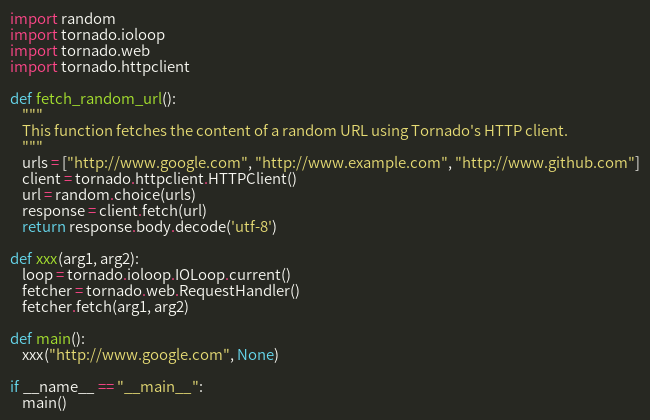 import random
import tornado.ioloop
import tornado.web
import tornado.httpclient

def fetch_random_url():
    """
    This function fetches the content of a random URL using Tornado's HTTP client.
    """
    urls = ["http://www.google.com", "http://www.example.com", "http://www.github.com"]
    client = tornado.httpclient.HTTPClient()
    url = random.choice(urls)
    response = client.fetch(url)
    return response.body.decode('utf-8')

def xxx(arg1, arg2):
    loop = tornado.ioloop.IOLoop.current()
    fetcher = tornado.web.RequestHandler()
    fetcher.fetch(arg1, arg2)

def main():
    xxx("http://www.google.com", None)

if __name__ == "__main__":
    main()